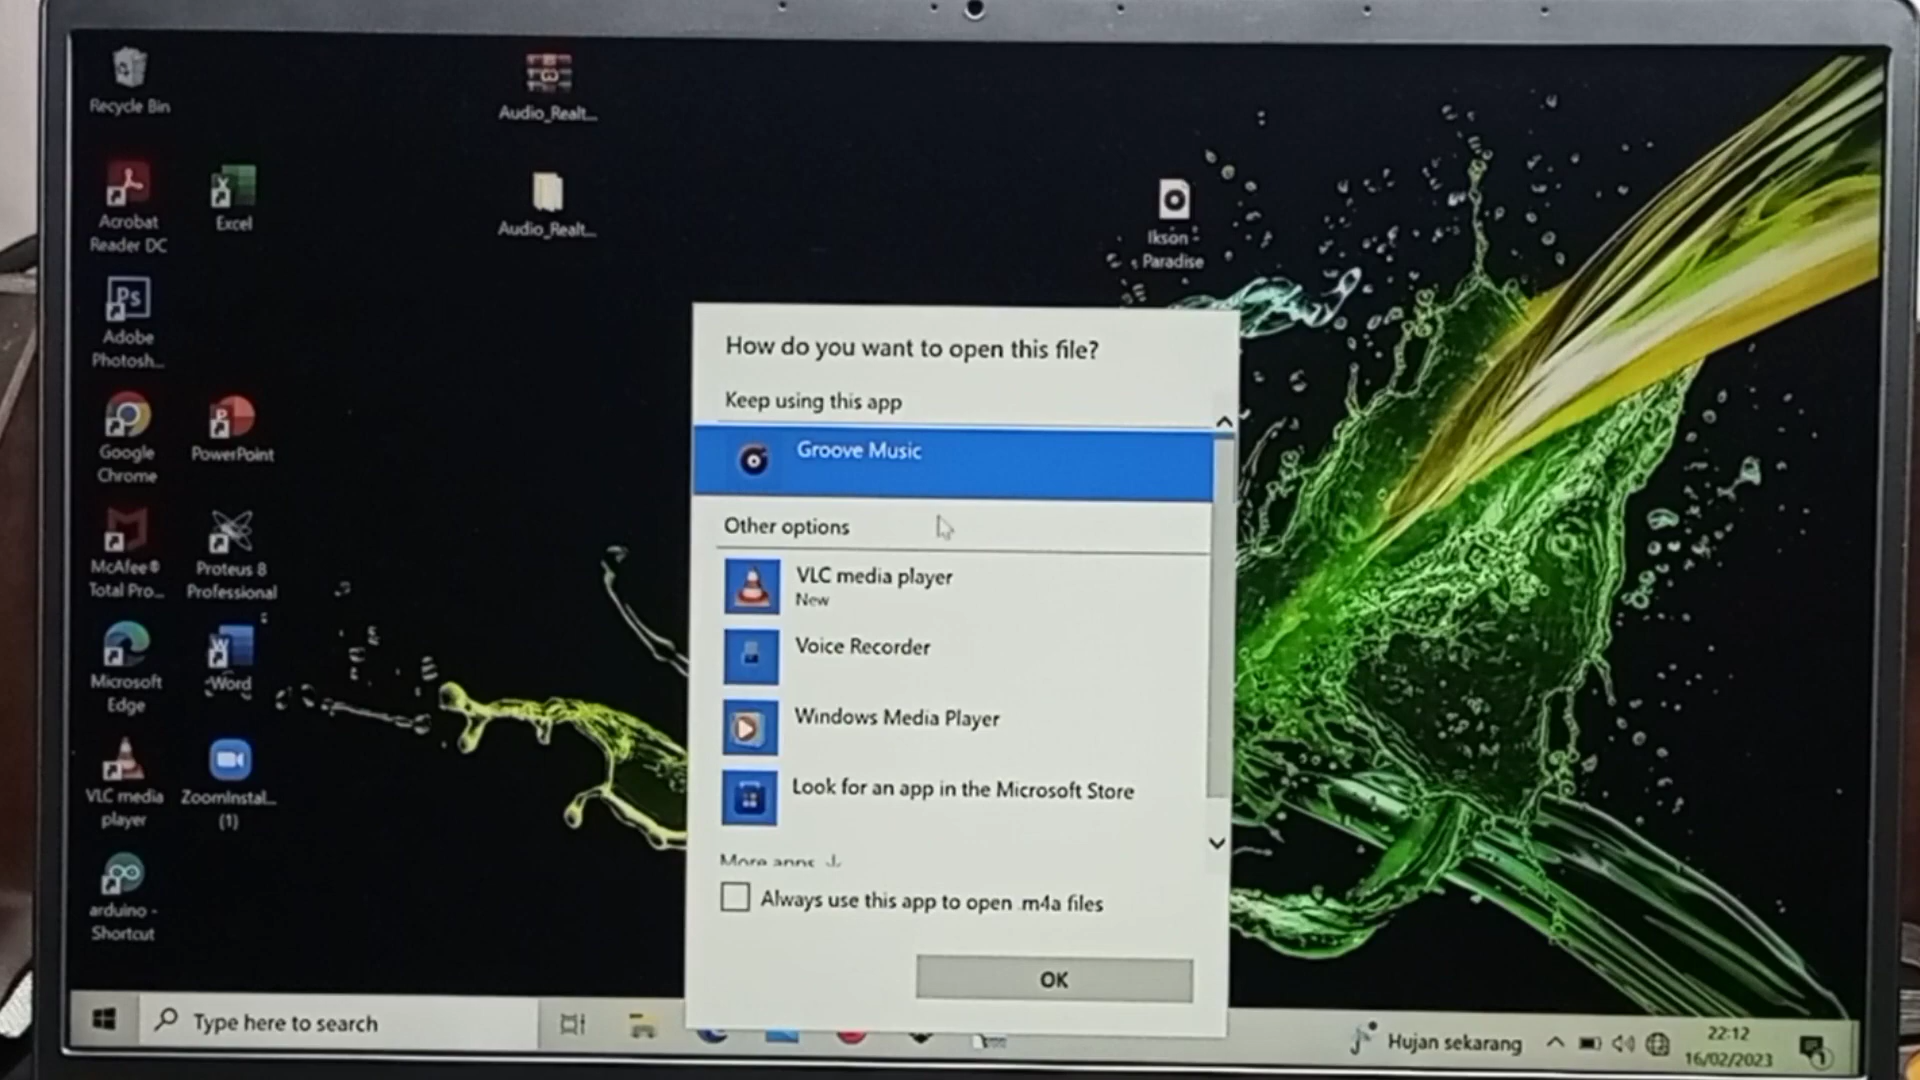 Recycle Bin
Audio_Realt...
Acrobat
Reader DC
Excel
Audio_Realt...
Ikson -
Paradise
Ps
Adobe
Photosh...
Google
Chrome
PowerPoint
McAfee®
Total Pro...
Proteus 8
Professional
Microsoft
Edge
Word
VLC media
player
ZoomInstal...
(1)
arduino -
Shortcut
How do you want to open this file?
Keep using this app
Groove Music
Other options
VLC media player
New
Voice Recorder
Windows Media Player
Look for an app in the Microsoft Store
More apps ↓
Always use this app to open .m4a files
OK
Type here to search
Hujan sekarang
22:12
16/02/2023
1